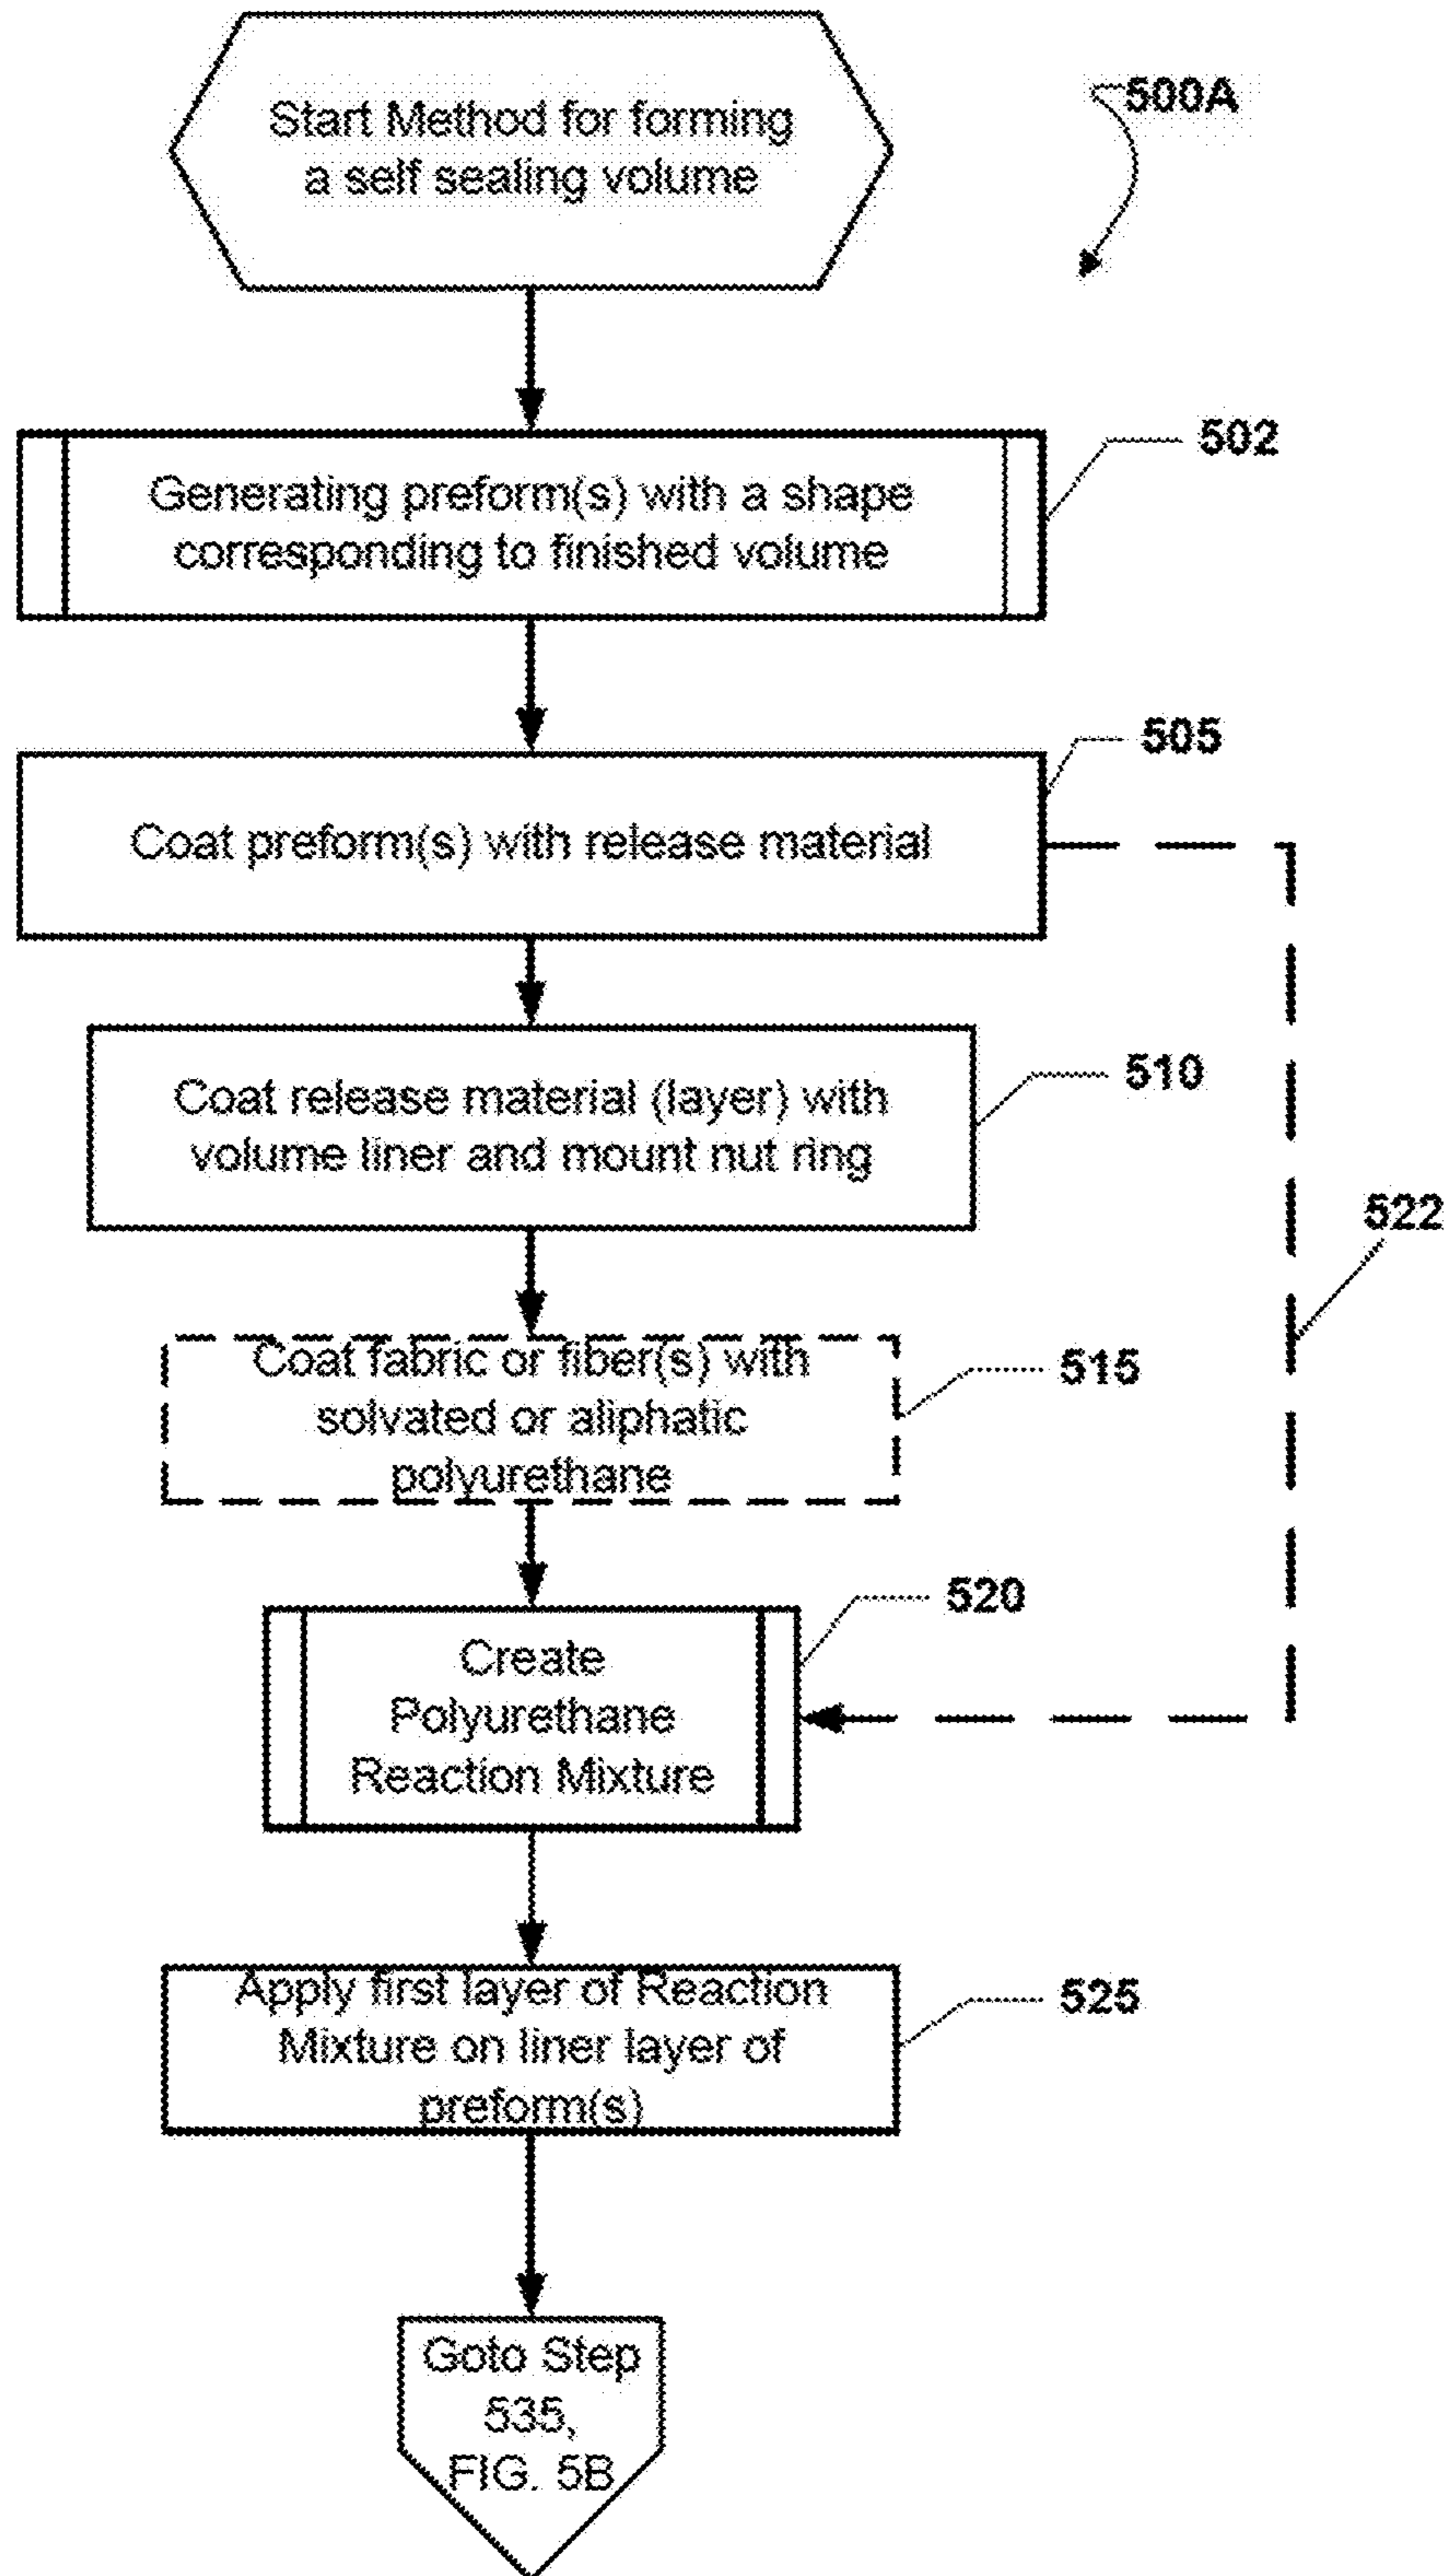 Start Method for forming
a self sealing volume
500A
Generating preform(s) with a shape
corresponding to finished volume
502
Coat preform(s) with release material
505
Coat release material (layer) with
volume liner and mount nut ring
510
522
Coat fabric or fiber(s) with
solvated or aliphatic
polyurethane
515
Create
Polyurethane
Reaction Mixture
520
Apply first layer of Reaction
Mixture on liner layer of
preform(s)
525
Goto Step
535,
FIG. 5B